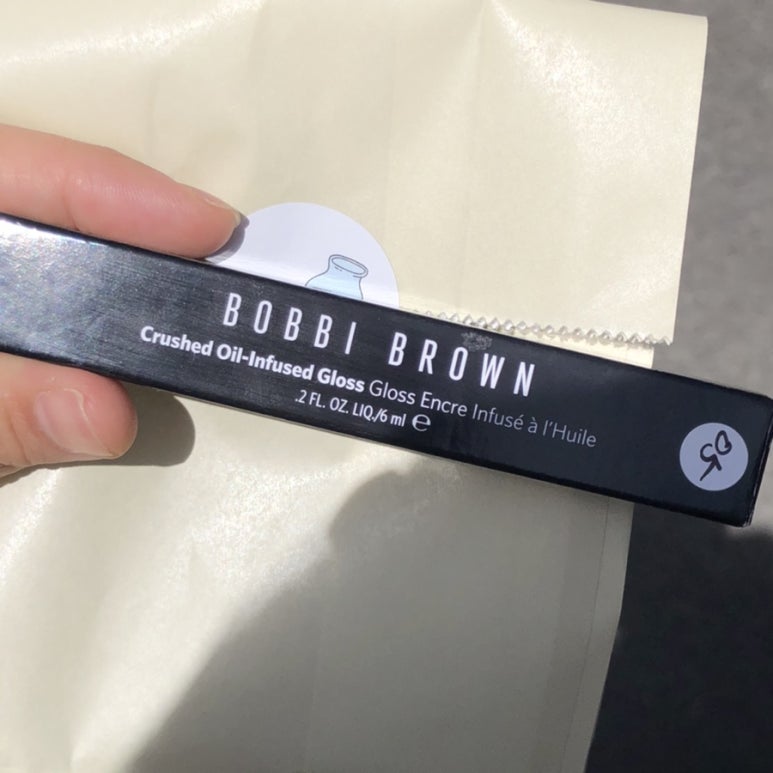 BOBBI BROWN
Crushed Oil-Infused Gloss Gloss Encre Infusé à l'Huile
.2 FL. OZ. LIQ./6 ml ℮